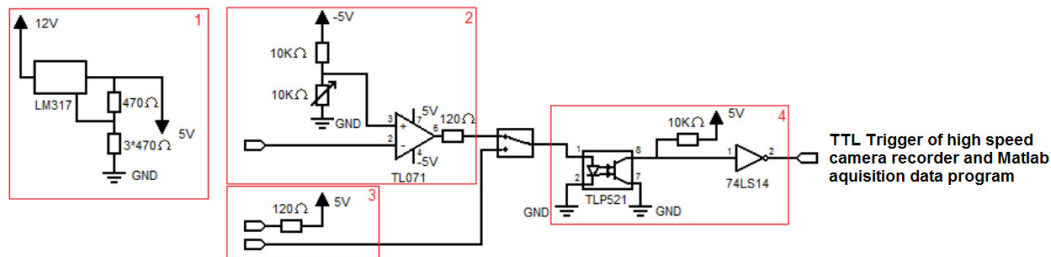 1
12V
LM317
470Ω
3*470Ω
5V
GND
2
-5V
10KΩ
10KΩ
GND
3
2
+
-
7
5V
6
4
-5V
TL071
120Ω
3
120Ω
5V
4
10KΩ
5V
1
2
8
7
GND
TLP521
GND
1
2
74LS14
TTL Trigger of high speed
camera recorder and Matlab
aquisition data program